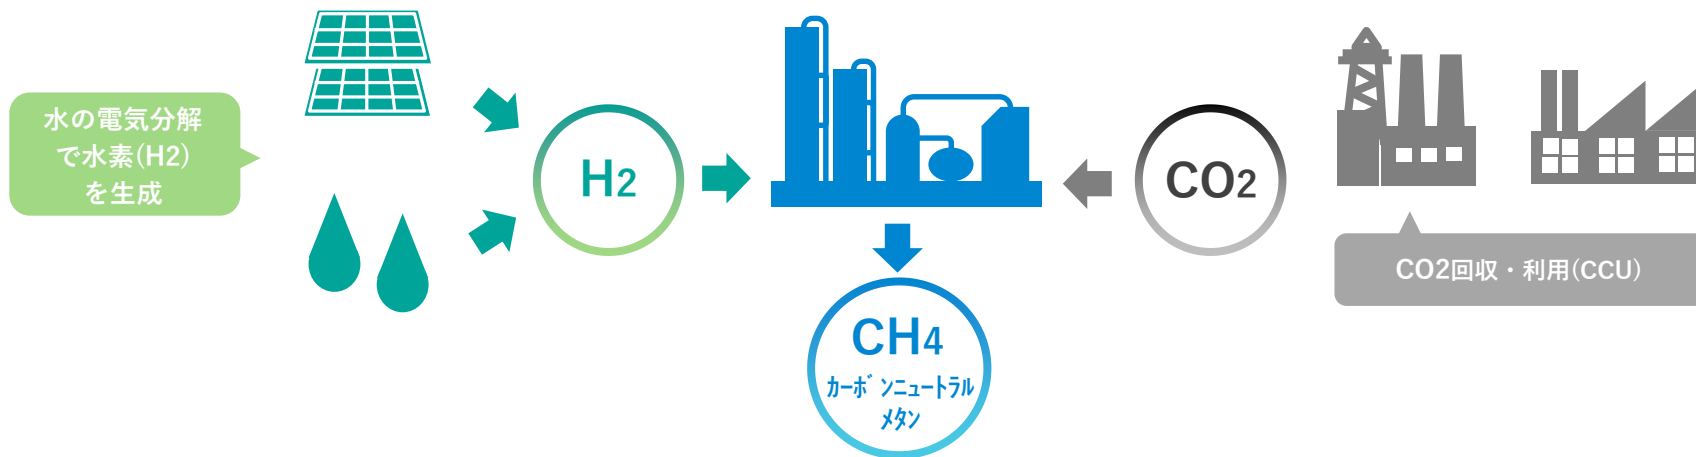 水の電気分解
で水素(H2)
を生成
H2
CO2
CO2回収・利用(CCU)
CH4
ｶｰﾎﾞﾝﾆｭｰﾄﾗﾙ
ﾒﾀﾝ